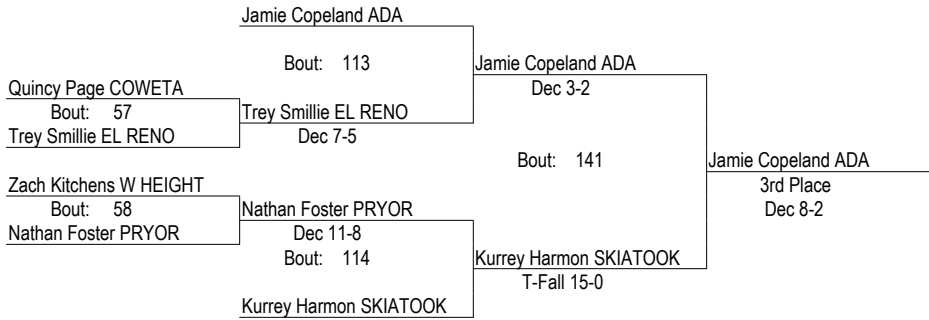 Jamie Copeland ADA
Bout: 113
Jamie Copeland ADA
Dec 3-2
Quincy Page COWETA
Bout: 57
Trey Smillie EL RENO
Trey Smillie EL RENO
Dec 7-5
Bout: 141
Jamie Copeland ADA
3rd Place
Dec 8-2
Zach Kitchens W HEIGHT
Bout: 58
Nathan Foster PRYOR
Nathan Foster PRYOR
Dec 11-8
Bout: 114
Kurrey Harmon SKIATOOK
T-Fall 15-0
Kurrey Harmon SKIATOOK